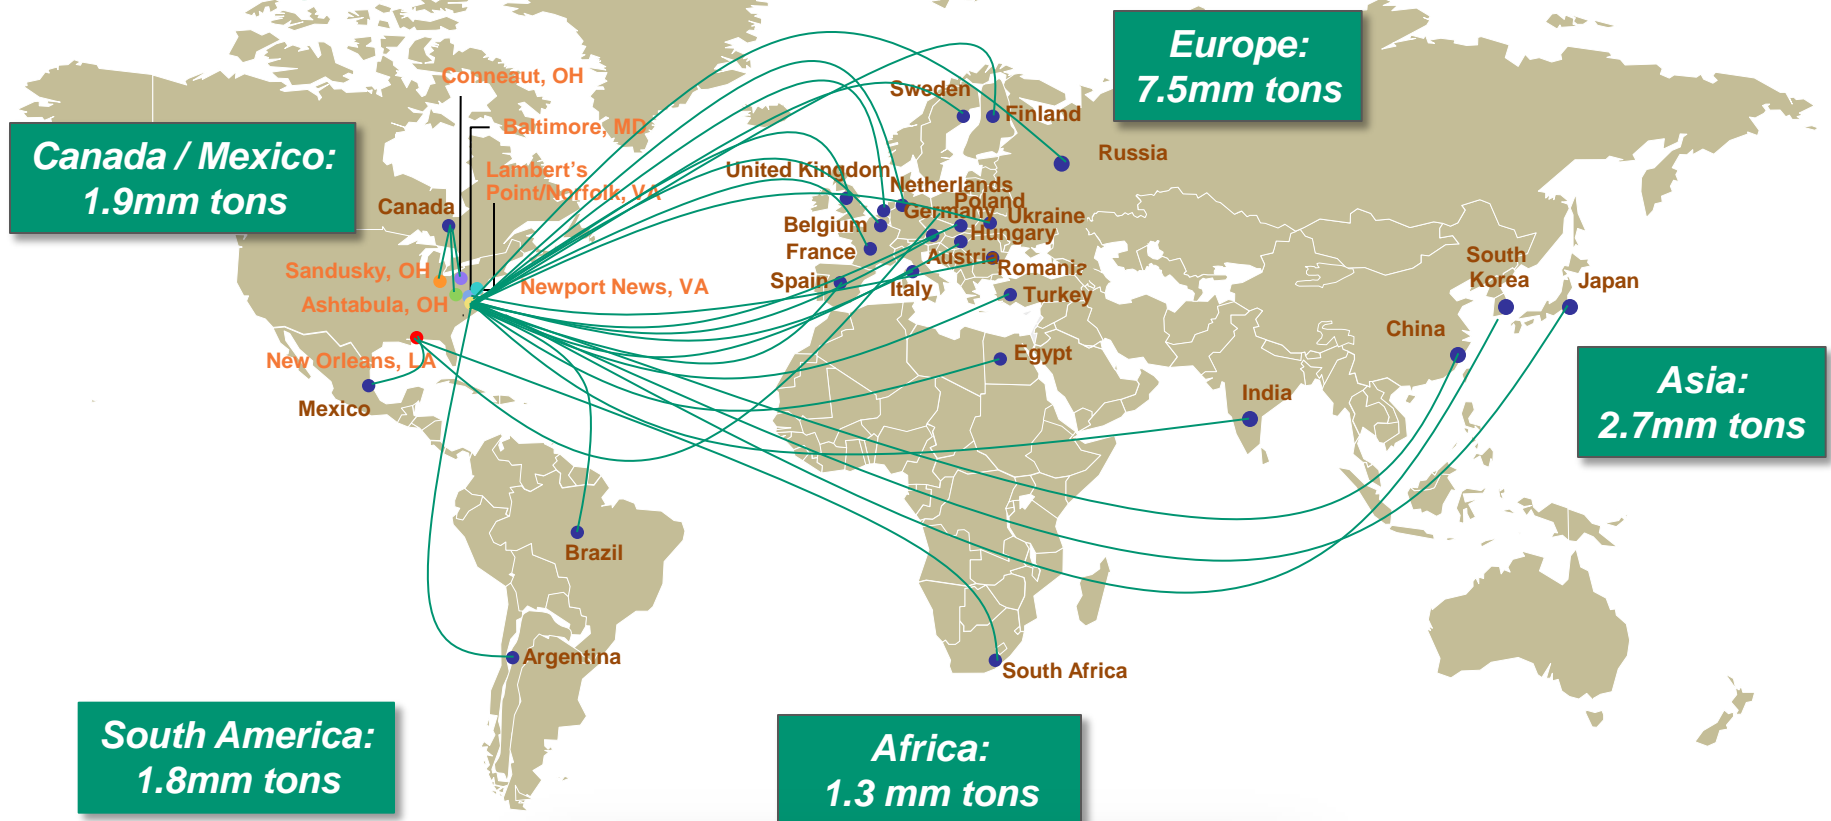 Europe:
7.5mm tons
Conneaut, OH
Sweden
Finland
Baltimore, MD
Canada / Mexico:
1.9mm tons
Russia
Lambert's
Point/Norfolk, VA
United Kingdom
Netherlands
Poland
Canada
Germany
Ukraine
Belgium
Hungary
France
Austria
Romania
South
Korea
Sandusky, OH
Spain
Italy
Newport News, VA
Turkey
Japan
Ashtabula, OH
China
Egypt
New Orleans, LA
Asia:
2.7mm tons
India
Mexico
Brazil
Argentina
South Africa
South America:
1.8mm tons
Africa:
1.3 mm tons